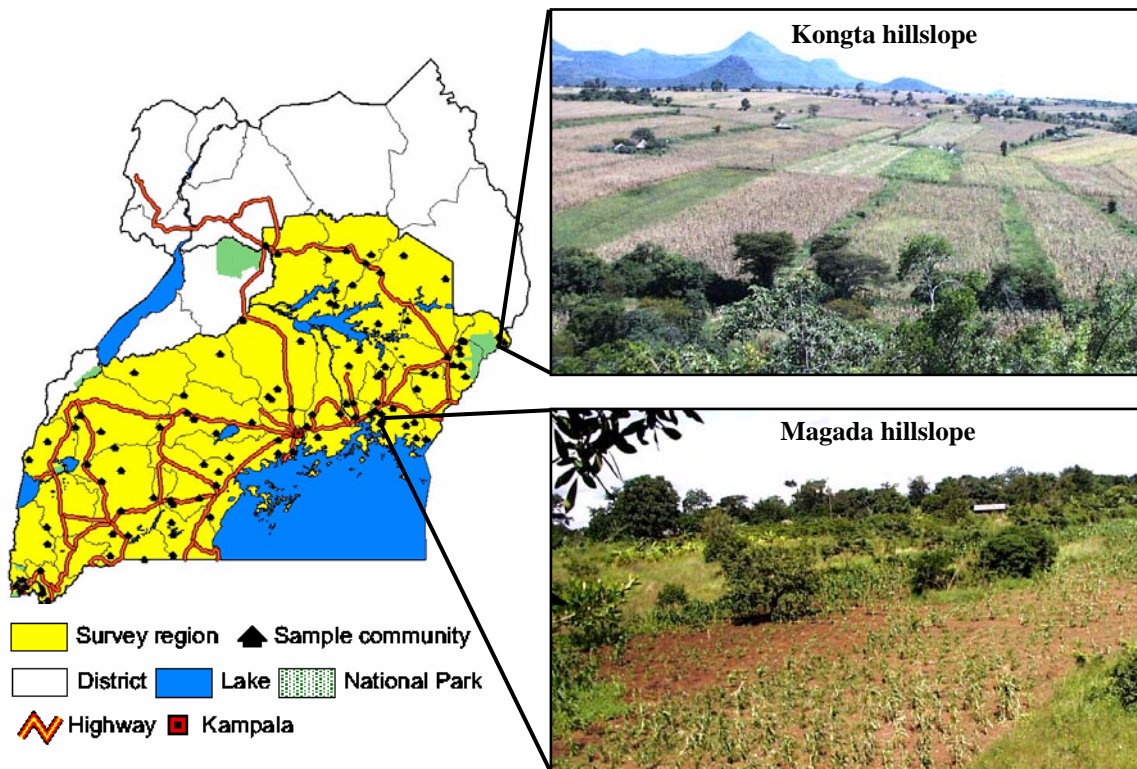 Kongta hillslope
Magada hillslope
Survey region Sample community
District Lake National Park
Highway Kampala